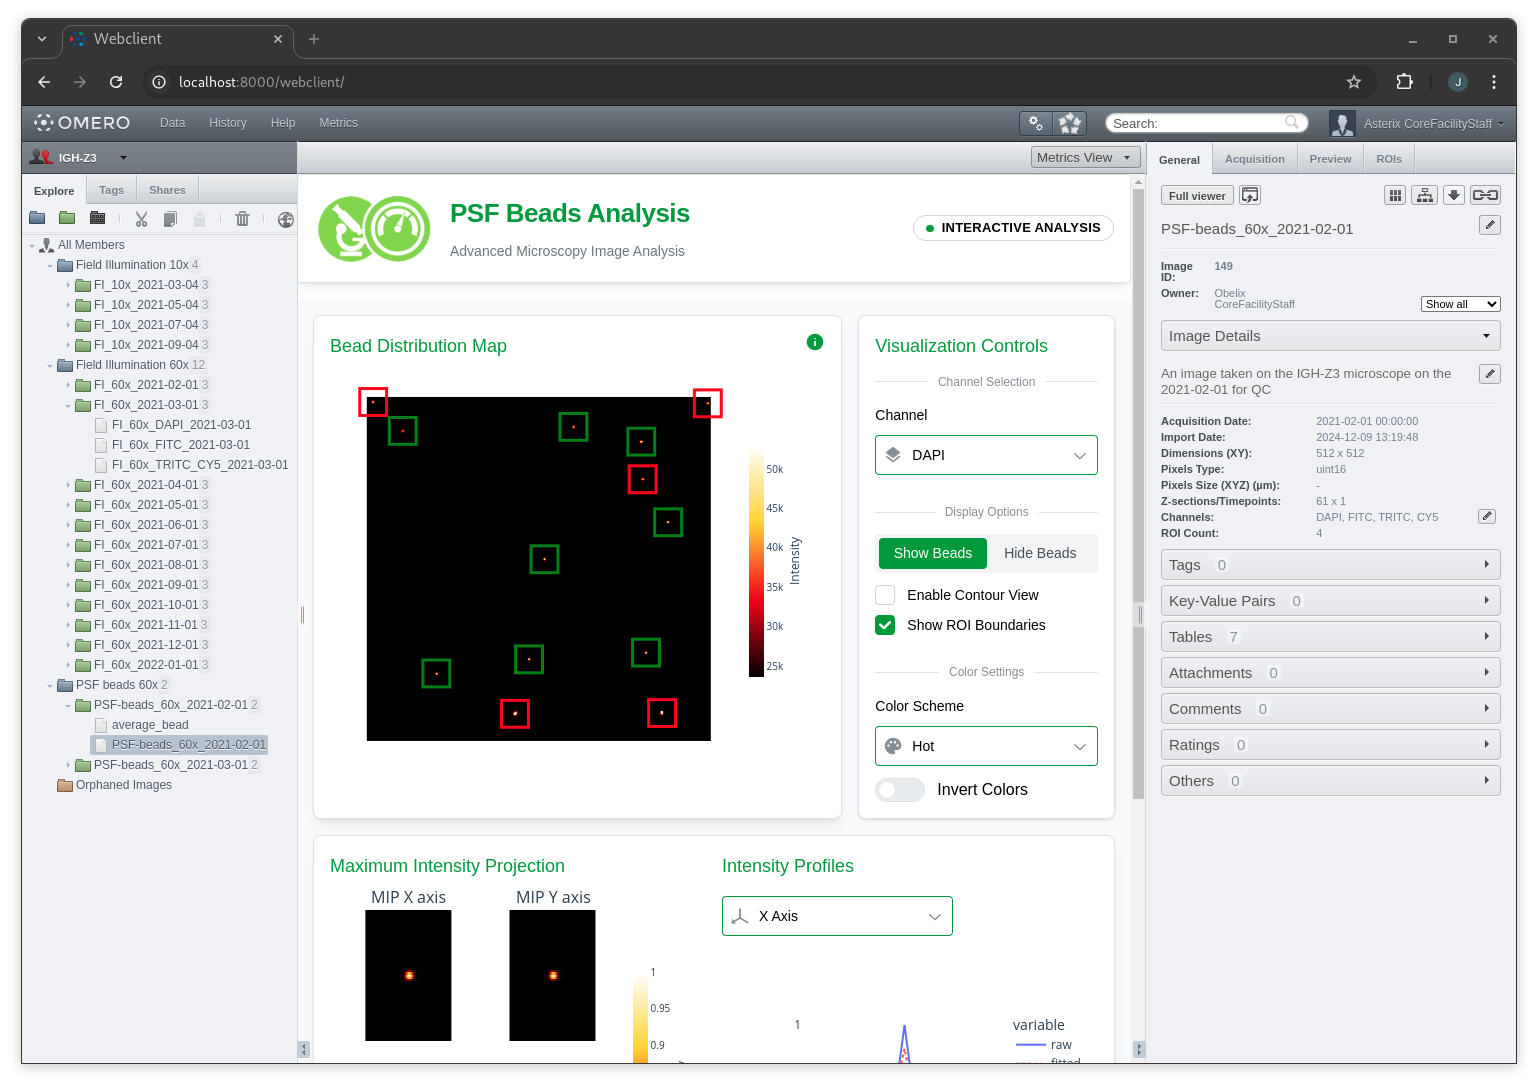 Webclient
localhost:8000/webclient/
J
OMERO
Data
History
Help
Metrics
Search:
Asterix CoreFacilityStaff
IGH-Z3
Metrics View
General
Acquisition
Preview
ROIs
Explore
Tags
Shares
All Members
Field Illumination 10x 4
FI_10x_2021-03-04 3
FI_10x_2021-05-04 3
FI_10x_2021-07-04 3
FI_10x_2021-09-04 3
Field Illumination 60x 12
FI_60x_2021-02-01 3
FI_60x_2021-03-01 3
FI_60x_DAPI_2021-03-01
FI_60x_FITC_2021-03-01
FI_60x_TRITC_CY5_2021-03-01
FI_60x_2021-04-01 3
FI_60x_2021-05-01 3
FI_60x_2021-06-01 3
FI_60x_2021-07-01 3
FI_60x_2021-08-01 3
FI_60x_2021-09-01 3
FI_60x_2021-10-01 3
FI_60x_2021-11-01 3
FI_60x_2021-12-01 3
FI_60x_2022-01-01 3
PSF beads 60x 2
PSF-beads_60x_2021-02-01 2
average_bead
PSF-beads_60x_2021-02-01
PSF-beads_60x_2021-03-01 2
Orphaned Images
PSF Beads Analysis
Advanced Microscopy Image Analysis
INTERACTIVE ANALYSIS
Bead Distribution Map
50k
45k
40k
35k
30k
25k
Intensity
Visualization Controls
Channel Selection
Channel
DAPI
Display Options
Show Beads
Hide Beads
Enable Contour View
Show ROI Boundaries
Color Settings
Color Scheme
Hot
Invert Colors
Maximum Intensity Projection
MIP X axis
MIP Y axis
1
0.95
0.9
Intensity Profiles
X Axis
1
variable
raw
fitted
Full viewer
PSF-beads_60x_2021-02-01
Image ID: 149
Owner: Obelix CoreFacilityStaff
Show all
Image Details
An image taken on the IGH-Z3 microscope on the
2021-02-01 for QC
Acquisition Date: 2021-02-01 00:00:00
Import Date: 2024-12-09 13:19:48
Dimensions (XY): 512 x 512
Pixels Type: uint16
Pixels Size (XYZ) (µm): -
Z-sections/Timepoints: 61 x 1
Channels: DAPI, FITC, TRITC, CY5
ROI Count: 4
Tags 0
Key-Value Pairs 0
Tables 7
Attachments 0
Comments 0
Ratings 0
Others 0